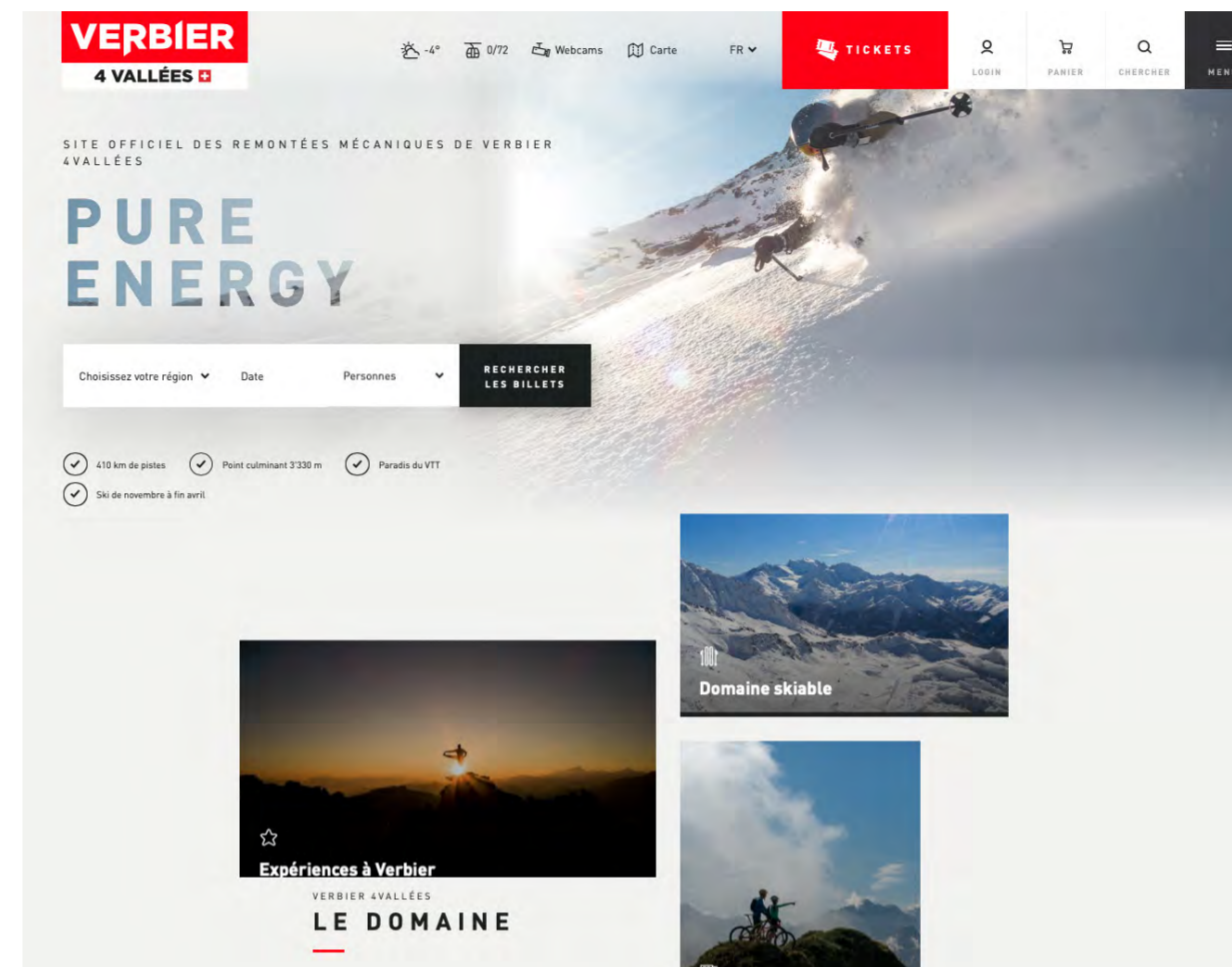 VERBIER
4 VALLÉES
-4°
0/72
Webcams
Carte
FR
TICKETS
LOGIN
PANIER
CHERCHER
MEN
SITE OFFICIEL DES REMONTÉES MÉCANIQUES DE VERBIER
4VALLÉES
PURE
ENERGY
Choisissez votre région
Date
Personnes
RECHERCHER
LES BILLETS
410 km de pistes
Point culminant 3'330 m
Paradis du VTT
Ski de novembre à fin avril
Domaine skiable
Expériences à Verbier
VERBIER 4VALLÉES
LE DOMAINE